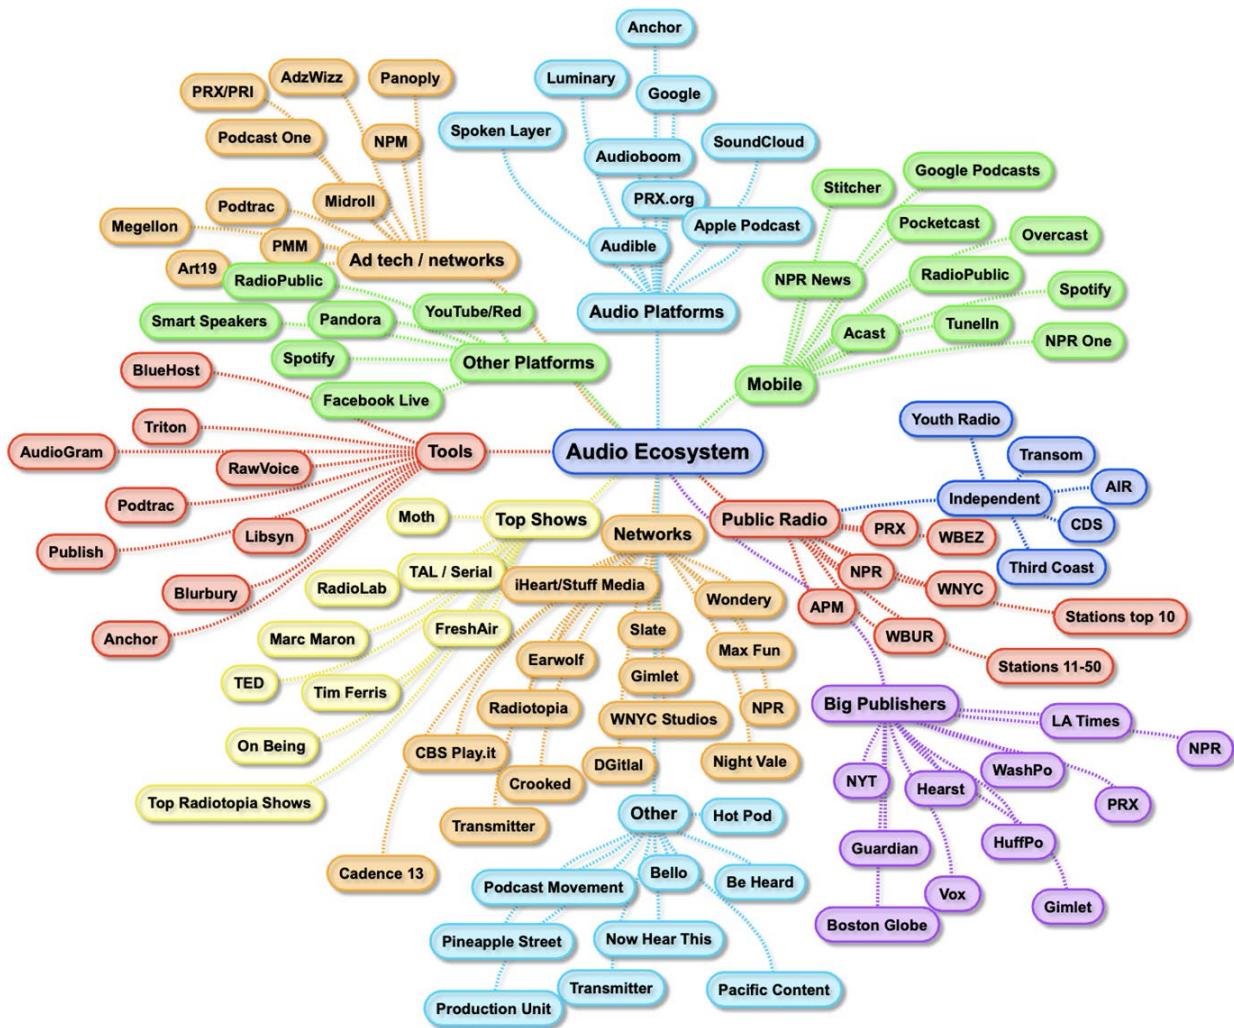 Anchor
AdzWizz
Panoply
Luminary
PRX/PRI
Google
Spoken Layer
Podcast One
NPM
SoundCloud
Audioboom
Google Podcasts
Stitcher
PRX.org
Midroll
Podtrac
Pocketcast
Megellon
Apple Podcast
Overcast
PMM
Audible
Ad tech / networks
Art19
RadioPublic
NPR News
RadioPublic
Spotify
YouTube/Red
Audio Platforms
Smart Speakers
Pandora
Acast
TuneIn
NPR One
Spotify
Other Platforms
BlueHost
Mobile
Facebook Live
Youth Radio
Triton
AudioGram
Tools
Audio Ecosystem
Transom
RawVoice
AIR
Independent
Podtrac
Moth
Top Shows
Public Radio
CDS
PRX
Networks
WBEZ
Libsyn
Publish
Third Coast
TAL / Serial
NPR
RadioLab
iHeart/Stuff Media
WNYC
Blurbury
Wondery
APM
Stations top 10
FreshAir
Slate
Marc Maron
WBUR
Anchor
Max Fun
Earwolf
Stations 11-50
Gimlet
TED
Tim Ferris
Big Publishers
Radiotopia
NPR
WNYC Studios
LA Times
On Being
NPR
CBS Play.it
Night Vale
DGitlal
WashPo
NYT
Crooked
Hearst
Top Radiotopia Shows
PRX
Other
Hot Pod
Transmitter
HuffPo
Guardian
Cadence 13
Bello
Be Heard
Podcast Movement
Vox
Gimlet
Boston Globe
Pineapple Street
Now Hear This
Transmitter
Pacific Content
Production Unit